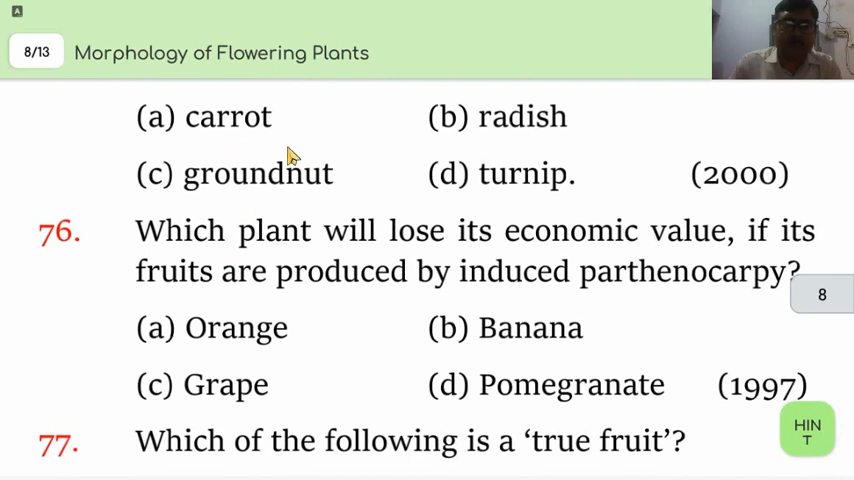 A
8/13 Morphology of Flowering Plants
(a) carrot (b) radish
(c) groundnut (d) turnip. (2000)
76. Which plant will lose its economic value, if its
fruits are produced by induced parthenocarpy?
8
(a) Orange (b) Banana
(c) Grape (d) Pomegranate (1997)
HIN
T
77. Which of the following is a ‘true fruit’?